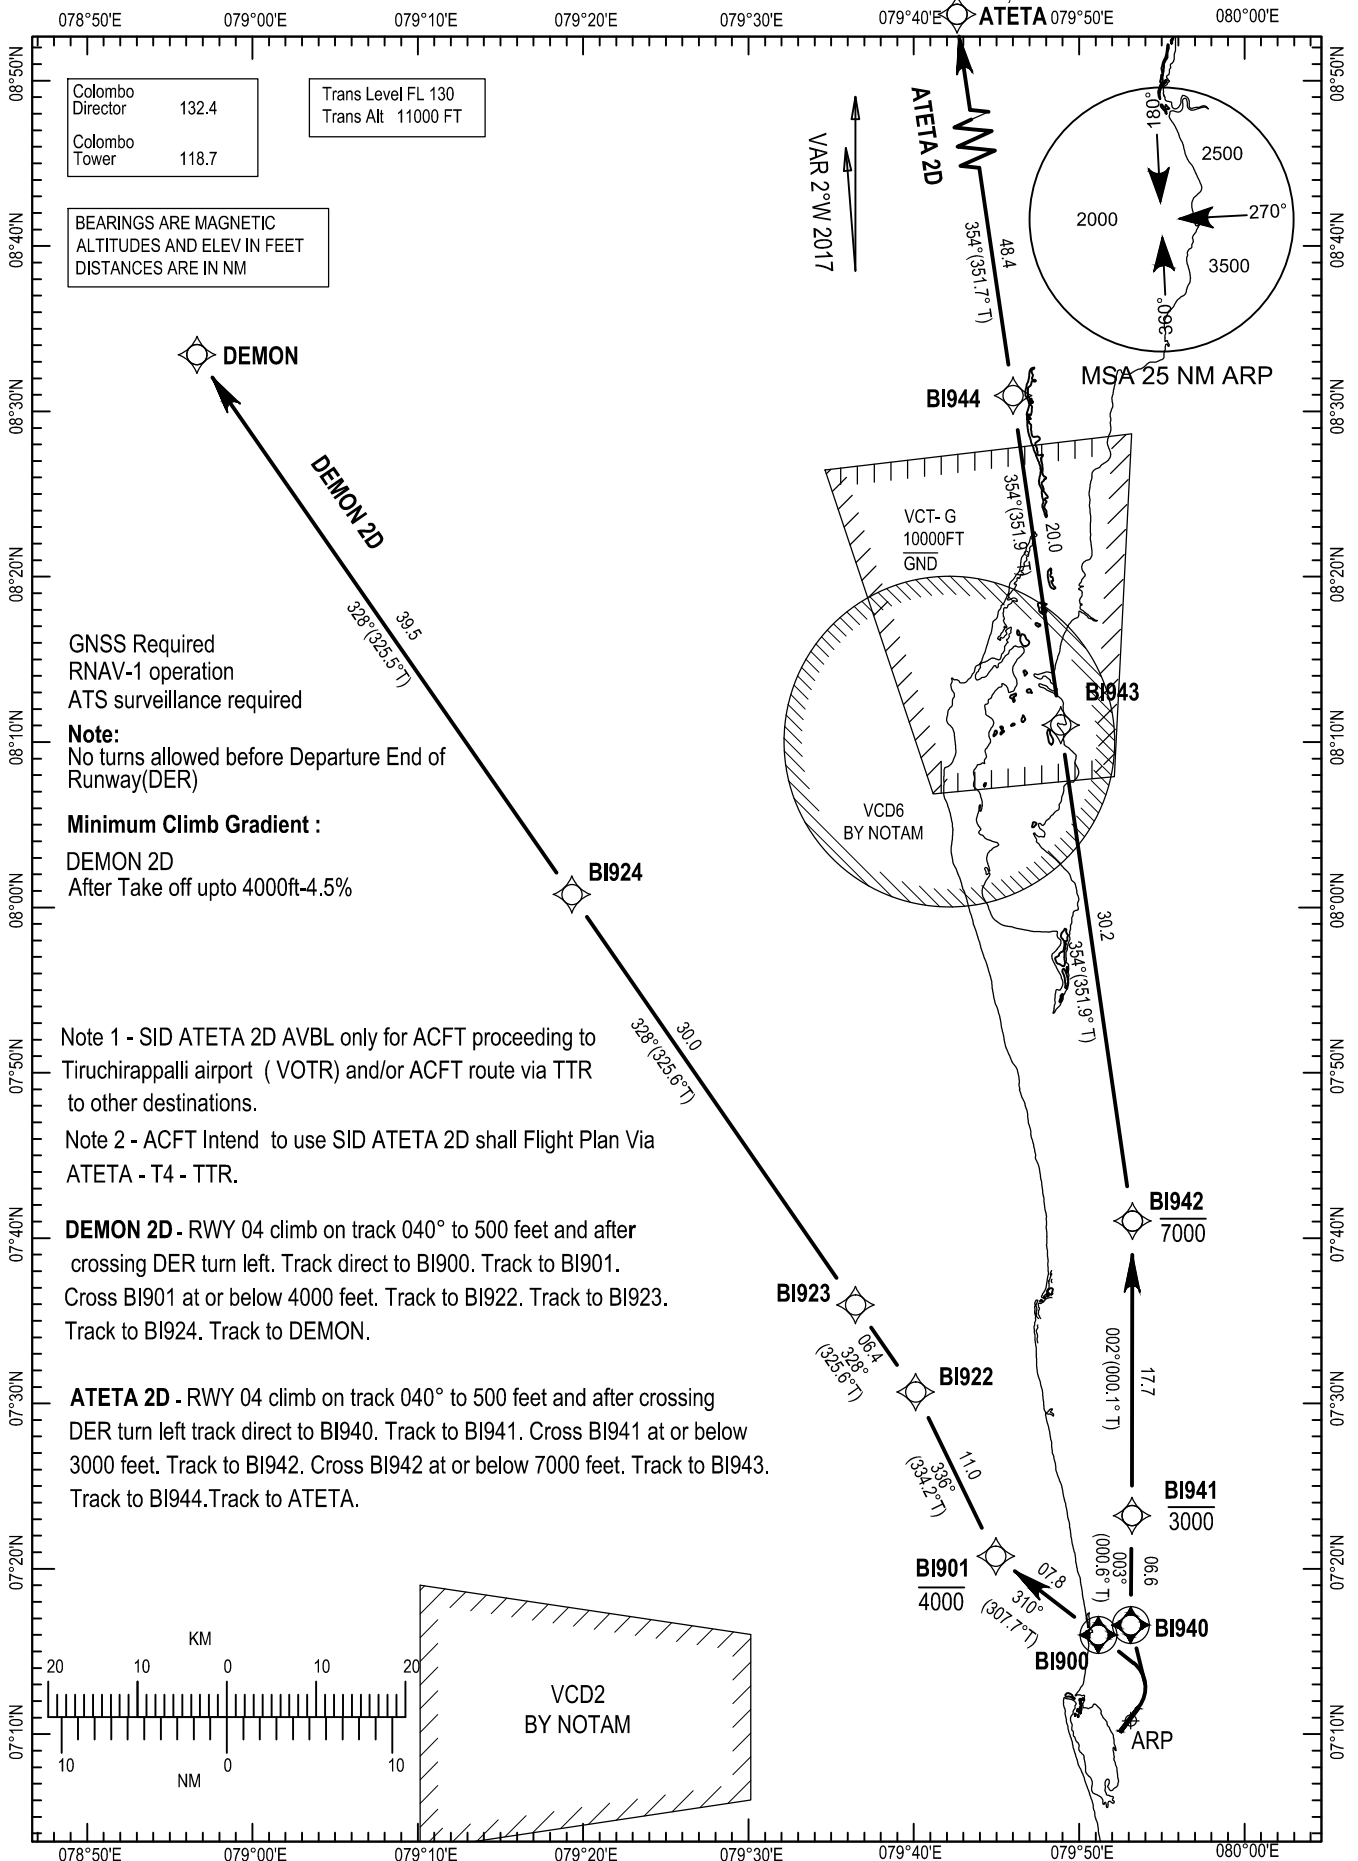 078°50'E
079°00'E
079°10'E
079°20'E
079°30'E
079°40'E
ATETA
079°50'E
080°00'E
08°50'N
08°50'N
Colombo
Director 132.4
Colombo
Tower 118.7
Trans Level FL 130
Trans Alt 11000 FT
ATETA 2D
VAR 2°W 2017
180°
2500
2000
270°
3500
360°
MSA 25 NM ARP
BEARINGS ARE MAGNETIC
ALTITUDES AND ELEV IN FEET
DISTANCES ARE IN NM
08°40'N
08°40'N
48.4
354°(351.7° T)
DEMON
BI944
08°30'N
08°30'N
DEMON 2D
VCT- G
10000FT
GND
354°(351.9° T)
20.0
08°20'N
08°20'N
39.5
328°(325.5°T)
GNSS Required
RNAV-1 operation
ATS surveillance required
BI943
Note:
No turns allowed before Departure End of
Runway(DER)
08°10'N
08°10'N
Minimum Climb Gradient :
DEMON 2D
After Take off upto 4000ft-4.5%
VCD6
BY NOTAM
BI924
08°00'N
08°00'N
30.2
354°(351.9° T)
30.0
328°(325.6°T)
Note 1 - SID ATETA 2D AVBL only for ACFT proceeding to
Tiruchirappalli airport ( VOTR) and/or ACFT route via TTR
to other destinations.
07°50'N
07°50'N
Note 2 - ACFT Intend to use SID ATETA 2D shall Flight Plan Via
ATETA - T4 - TTR.
BI942
7000
07°40'N
07°40'N
DEMON 2D - RWY 04 climb on track 040° to 500 feet and after
crossing DER turn left. Track direct to BI900. Track to BI901.
Cross BI901 at or below 4000 feet. Track to BI922. Track to BI923.
Track to BI924. Track to DEMON.
BI923
06.4
328°
(325.6°T)
17.7
002°(000.1° T)
BI922
07°30'N
07°30'N
ATETA 2D - RWY 04 climb on track 040° to 500 feet and after crossing
DER turn left track direct to BI940. Track to BI941. Cross BI941 at or below
3000 feet. Track to BI942. Cross BI942 at or below 7000 feet. Track to BI943.
Track to BI944.Track to ATETA.
11.0
336°
(334.2°T)
BI941
3000
07°20'N
07°20'N
BI901
4000
07.8
310°
(307.7°T)
06.6
003°
(000.6° T)
BI940
BI900
KM
20 10 0 10 20
10 0 10
NM
VCD2
BY NOTAM
ARP
07°10'N
07°10'N
078°50'E
079°00'E
079°10'E
079°20'E
079°30'E
079°40'E
079°50'E
080°00'E